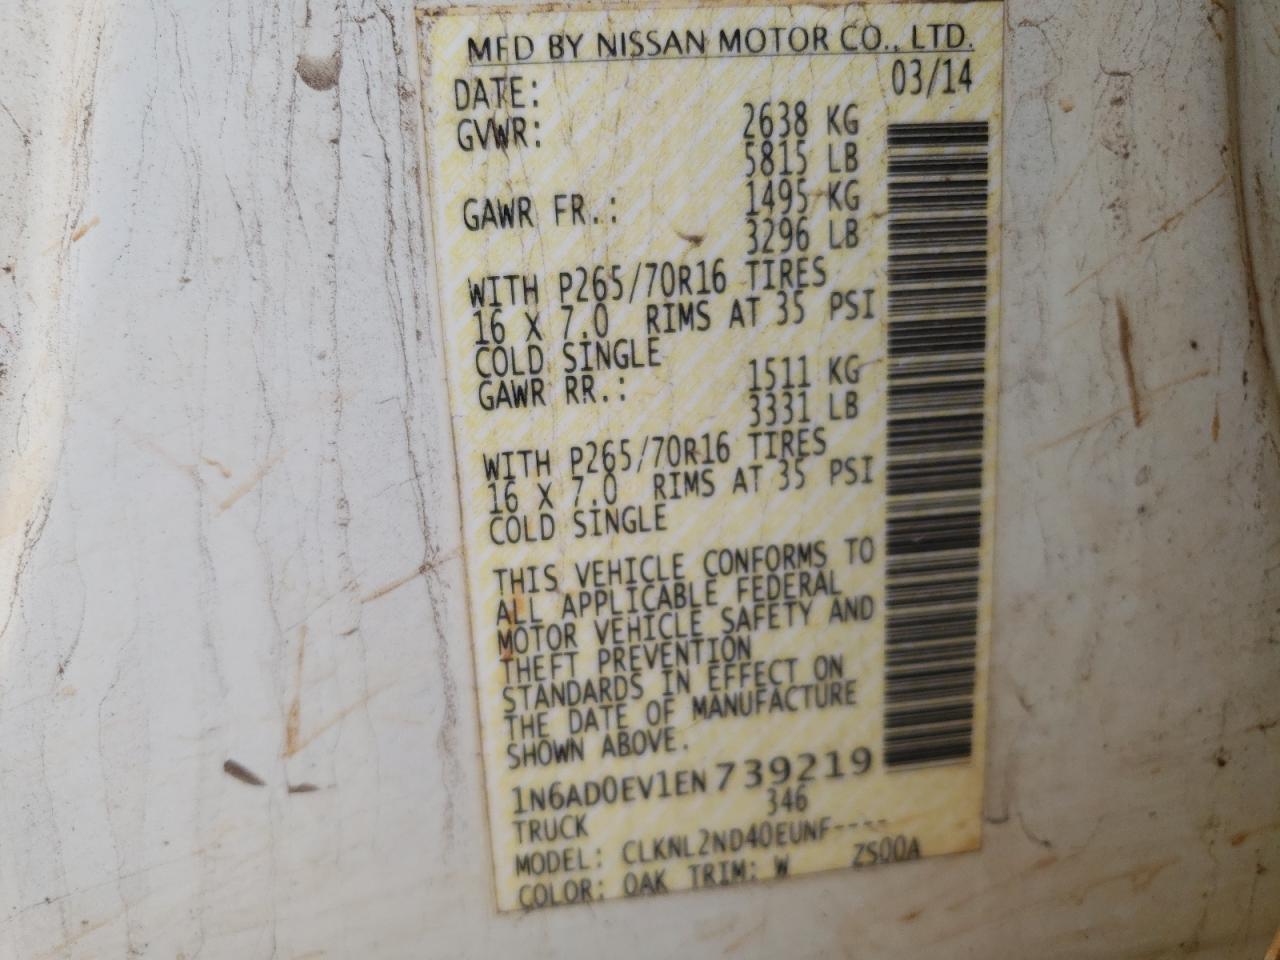 MFD BY NISSAN MOTOR CO., LTD.
DATE: 03/14
GVWR: 2638 KG
5815 LB
GAWR FR.: 1495 KG
3296 LB
WITH P265/70R16 TIRES
16 X 7.0 RIMS AT 35 PSI
COLD SINGLE
GAWR RR.: 1511 KG
3331 LB
WITH P265/70R16 TIRES
16 X 7.0 RIMS AT 35 PSI
COLD SINGLE
THIS VEHICLE CONFORMS TO
ALL APPLICABLE FEDERAL
MOTOR VEHICLE SAFETY AND
THEFT PREVENTION
STANDARDS IN EFFECT ON
THE DATE OF MANUFACTURE
SHOWN ABOVE.
1N6AD0EV1EN 739219
TRUCK 346
MODEL: CLKNL2ND40EUNF----
COLOR: QAK TRIM: W ZS00A